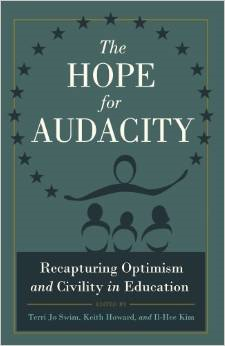 The
HOPE
for
AUDACITY
Recapturing Optimism
and Civility in Education
EDITED BY
Terri Jo Swim, Keith Howard, and Il-Hee Kim